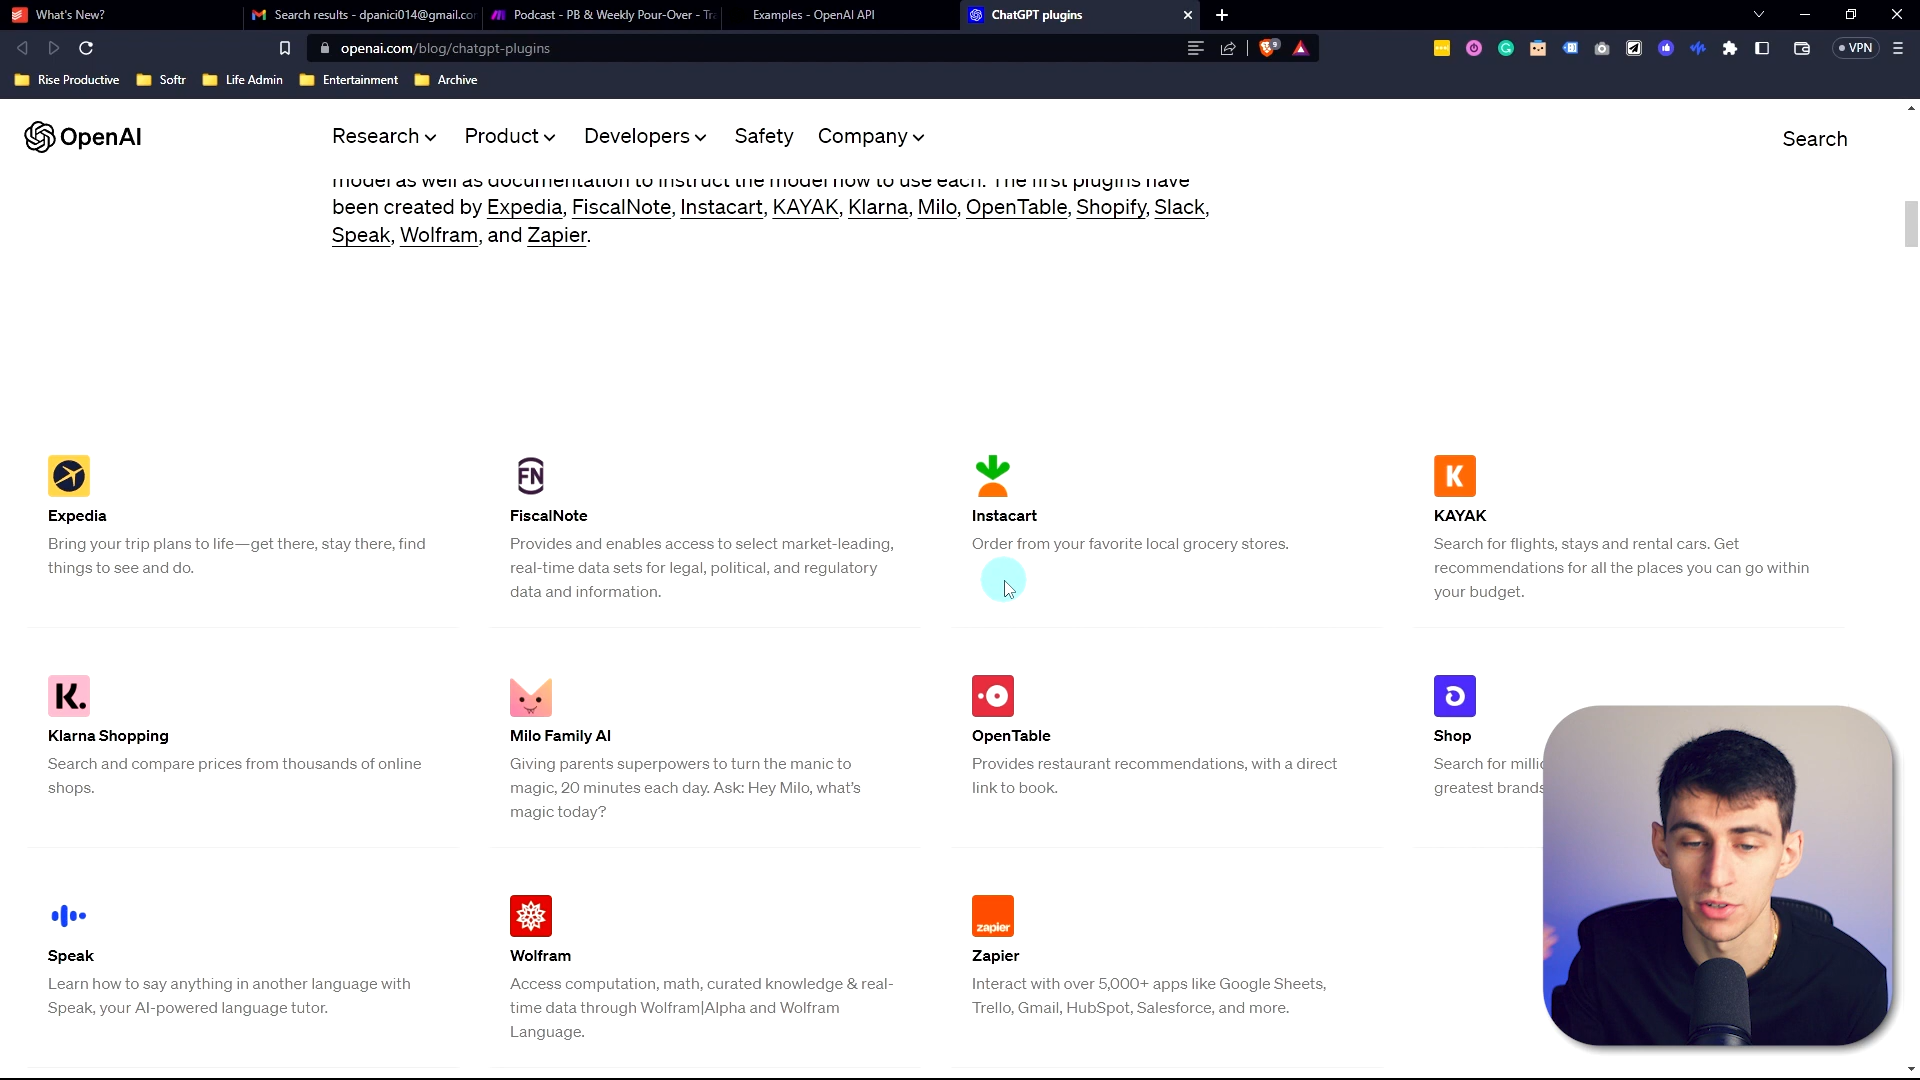 What's New?
Search results - dpanici014@gmail.co
Podcast - PB & Weekly Pour-Over - Tr
Examples - OpenAI API
ChatGPT plugins
openai.com/blog/chatgpt-plugins
VPN
Rise Productive
Softr
Life Admin
Entertainment
Archive
OpenAI
Research
Product
Developers
Safety
Company
Search
model as well as documentation to instruct the model how to use each. The first plugins have
been created by Expedia, FiscalNote, Instacart, KAYAK, Klarna, Milo, OpenTable, Shopify, Slack,
Speak, Wolfram, and Zapier.
FN
K
Expedia
FiscalNote
Instacart
KAYAK
Bring your trip plans to life—get there, stay there, find
things to see and do.
Provides and enables access to select market-leading,
real-time data sets for legal, political, and regulatory
data and information.
Order from your favorite local grocery stores.
Search for flights, stays and rental cars. Get
recommendations for all the places you can go within
your budget.
K.
Klarna Shopping
Milo Family AI
OpenTable
Shop
Search and compare prices from thousands of online
shops.
Giving parents superpowers to turn the manic to
magic, 20 minutes each day. Ask: Hey Milo, what's
magic today?
Provides restaurant recommendations, with a direct
link to book.
Search for milli
greatest brands
zapier
Speak
Wolfram
Zapier
Learn how to say anything in another language with
Speak, your AI-powered language tutor.
Access computation, math, curated knowledge & real-
time data through Wolfram|Alpha and Wolfram
Language.
Interact with over 5,000+ apps like Google Sheets,
Trello, Gmail, HubSpot, Salesforce, and more.